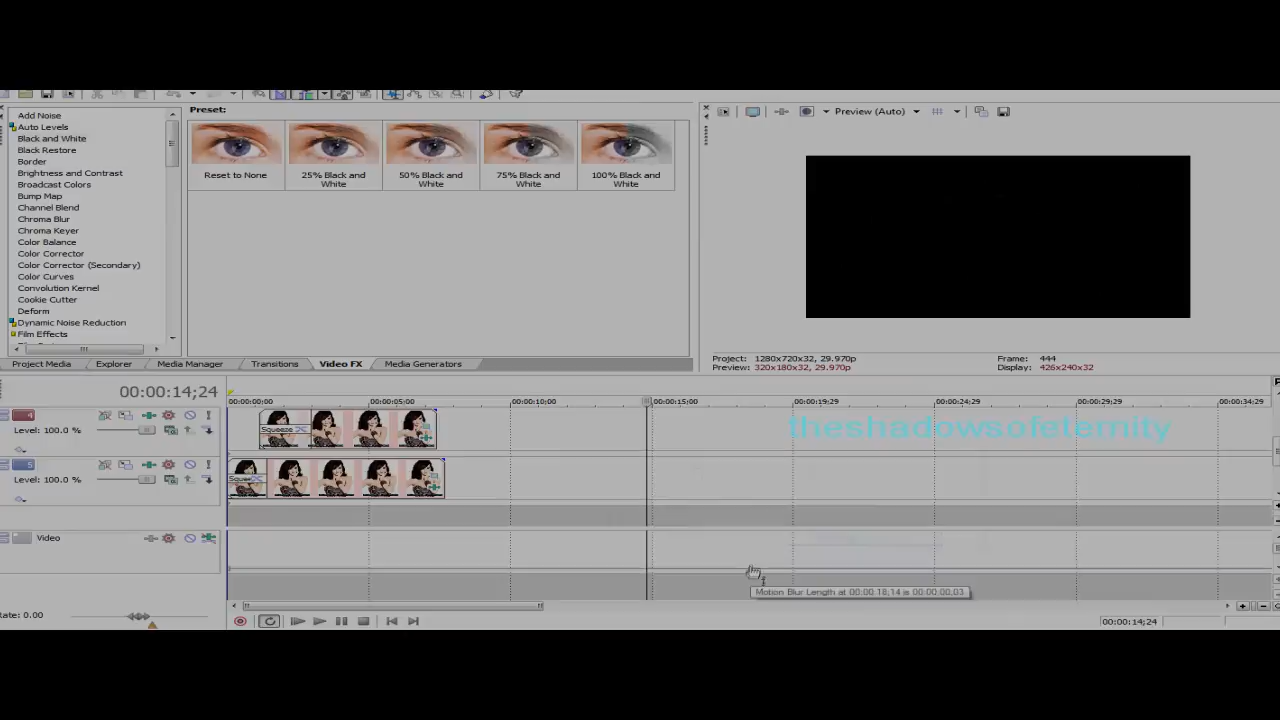 Preset:
Add Noise
Auto Levels
Black and White
Black Restore
Border
Brightness and Contrast
Broadcast Colors
Bump Map
Channel Blend
Chroma Blur
Chroma Keyer
Color Balance
Color Corrector
Color Corrector (Secondary)
Color Curves
Convolution Kernel
Cookie Cutter
Deform
Dynamic Noise Reduction
Film Effects
Reset to None
25% Black and White
50% Black and White
75% Black and White
100% Black and White
Preview (Auto)
Project Media
Explorer
Media Manager
Transitions
Video FX
Media Generators
Project: 1280x720x32, 29.970p
Preview: 320x180x32, 29.970p
Frame: 444
Display: 426x240x32
00:00:14;24
00:00:00;00
00:00:05;00
00:00:10;00
00:00:15;00
00:00:19;29
00:00:24;29
00:00:29;29
00:00:34;29
4
Level: 100.0 %
Squeeze
theshadowsofeternity
5
Level: 100.0 %
Video
Motion Blur Length at 00:00:18;14 is 00:00:00;03
Rate: 0.00
00:00:14;24